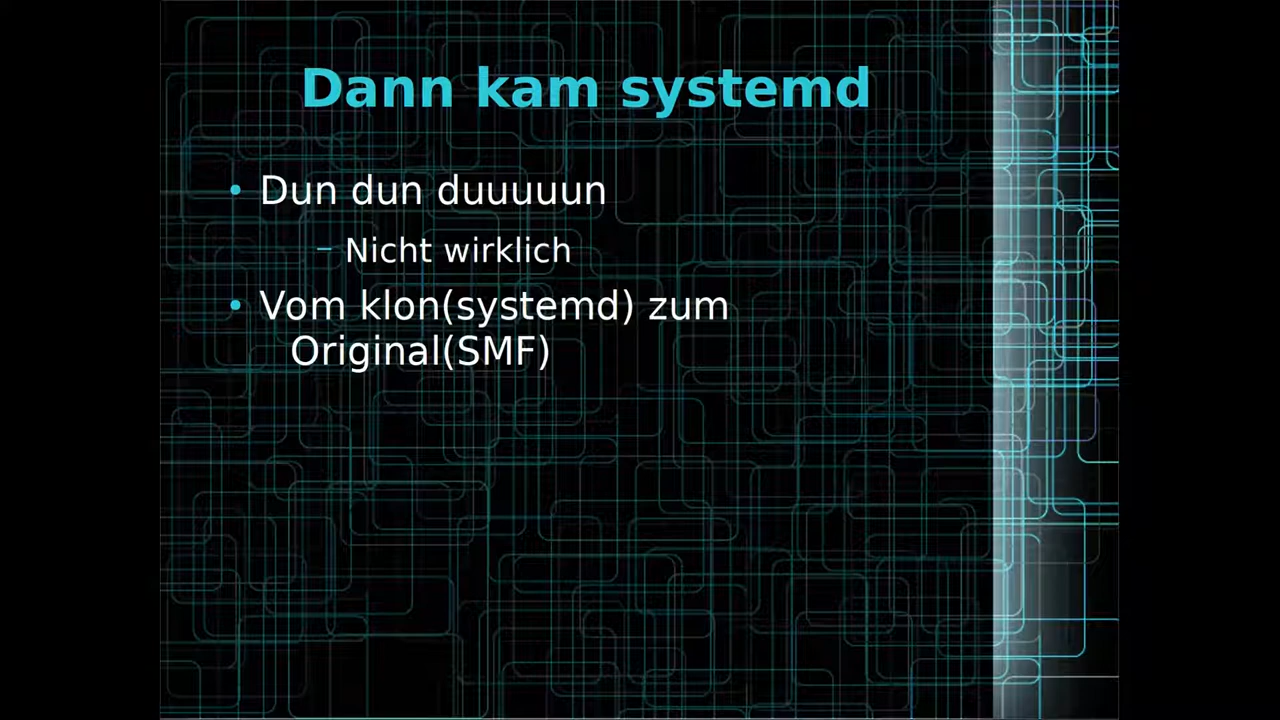 Dann kam systemd
• Dun dun duuuuun
– Nicht wirklich
• Vom klon(systemd) zum
Original(SMF)